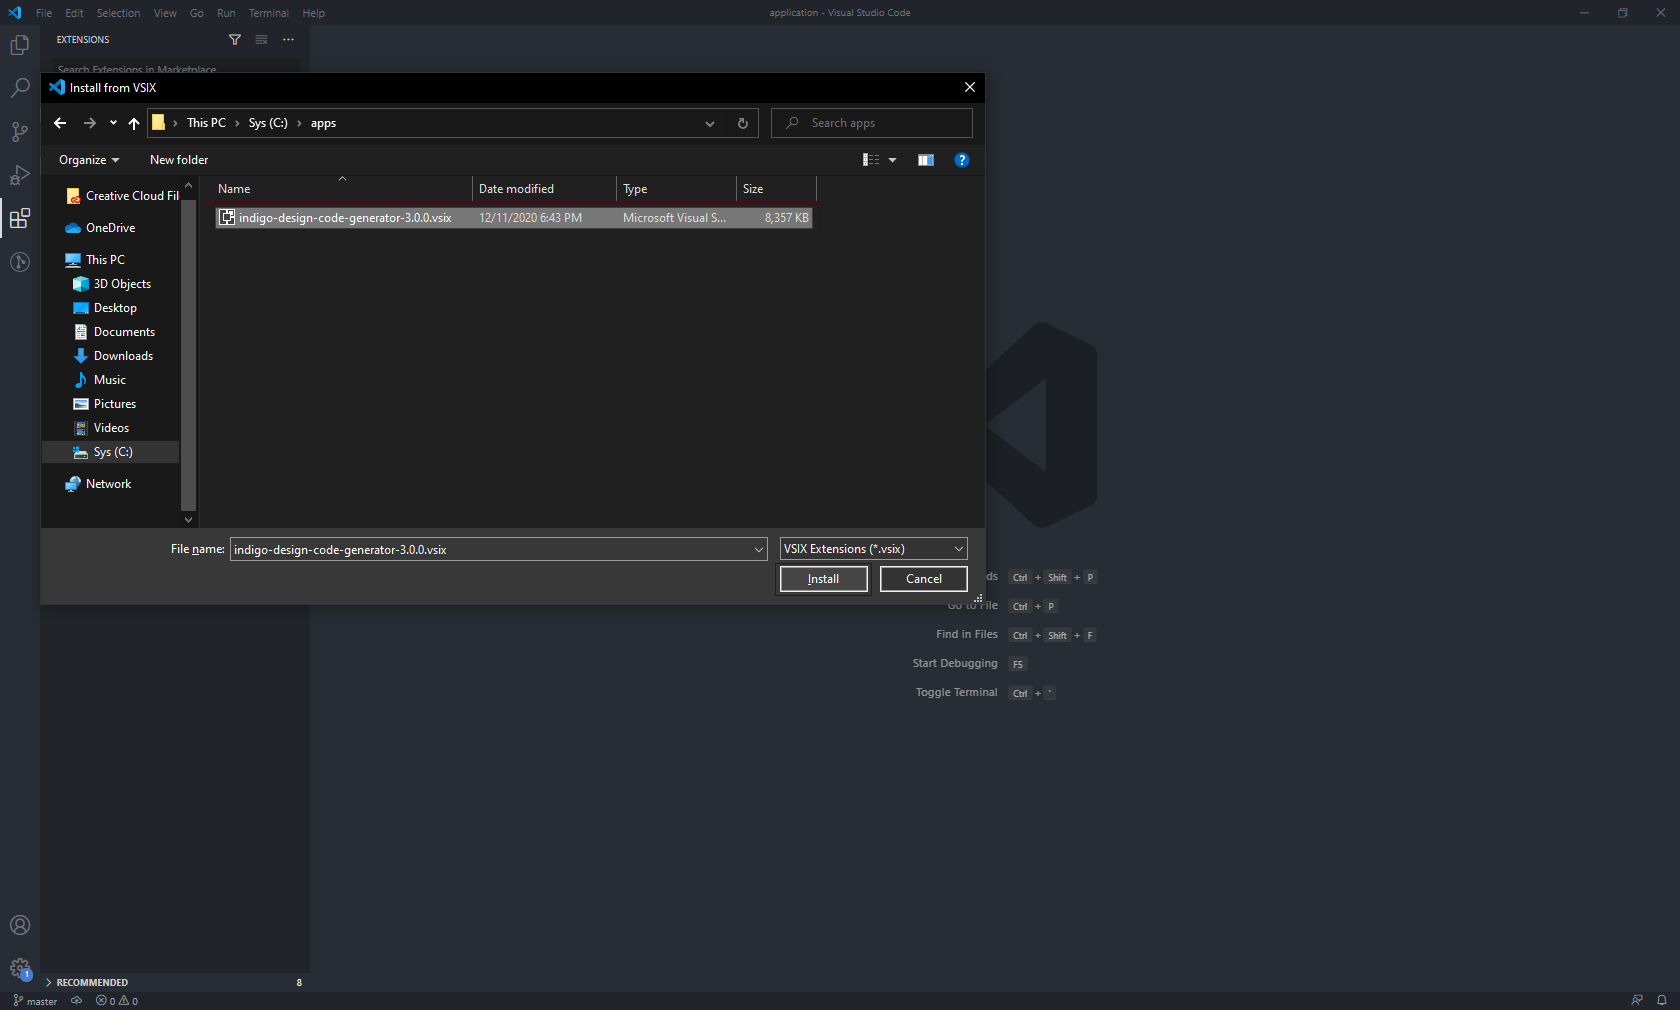 File Edit Selection View Go Run Terminal Help
application - Visual Studio Code
EXTENSIONS
Search Extensions in Marketplace
Install from VSIX
This PC > Sys (C:) > apps
Search apps
Organize New folder
?
Name Date modified Type Size
indigo-design-code-generator-3.0.0.vsix 12/11/2020 6:43 PM Microsoft Visual S... 8,357 KB
Creative Cloud Fil
OneDrive
This PC
3D Objects
Desktop
Documents
Downloads
Music
Pictures
Videos
Sys (C:)
Network
File name: indigo-design-code-generator-3.0.0.vsix VSIX Extensions (*.vsix)
Install Cancel
ds Ctrl + Shift + P
Go to File Ctrl + P
Find in Files Ctrl + Shift + F
Start Debugging F5
Toggle Terminal Ctrl + `
1
RECOMMENDED 8
master 0 0